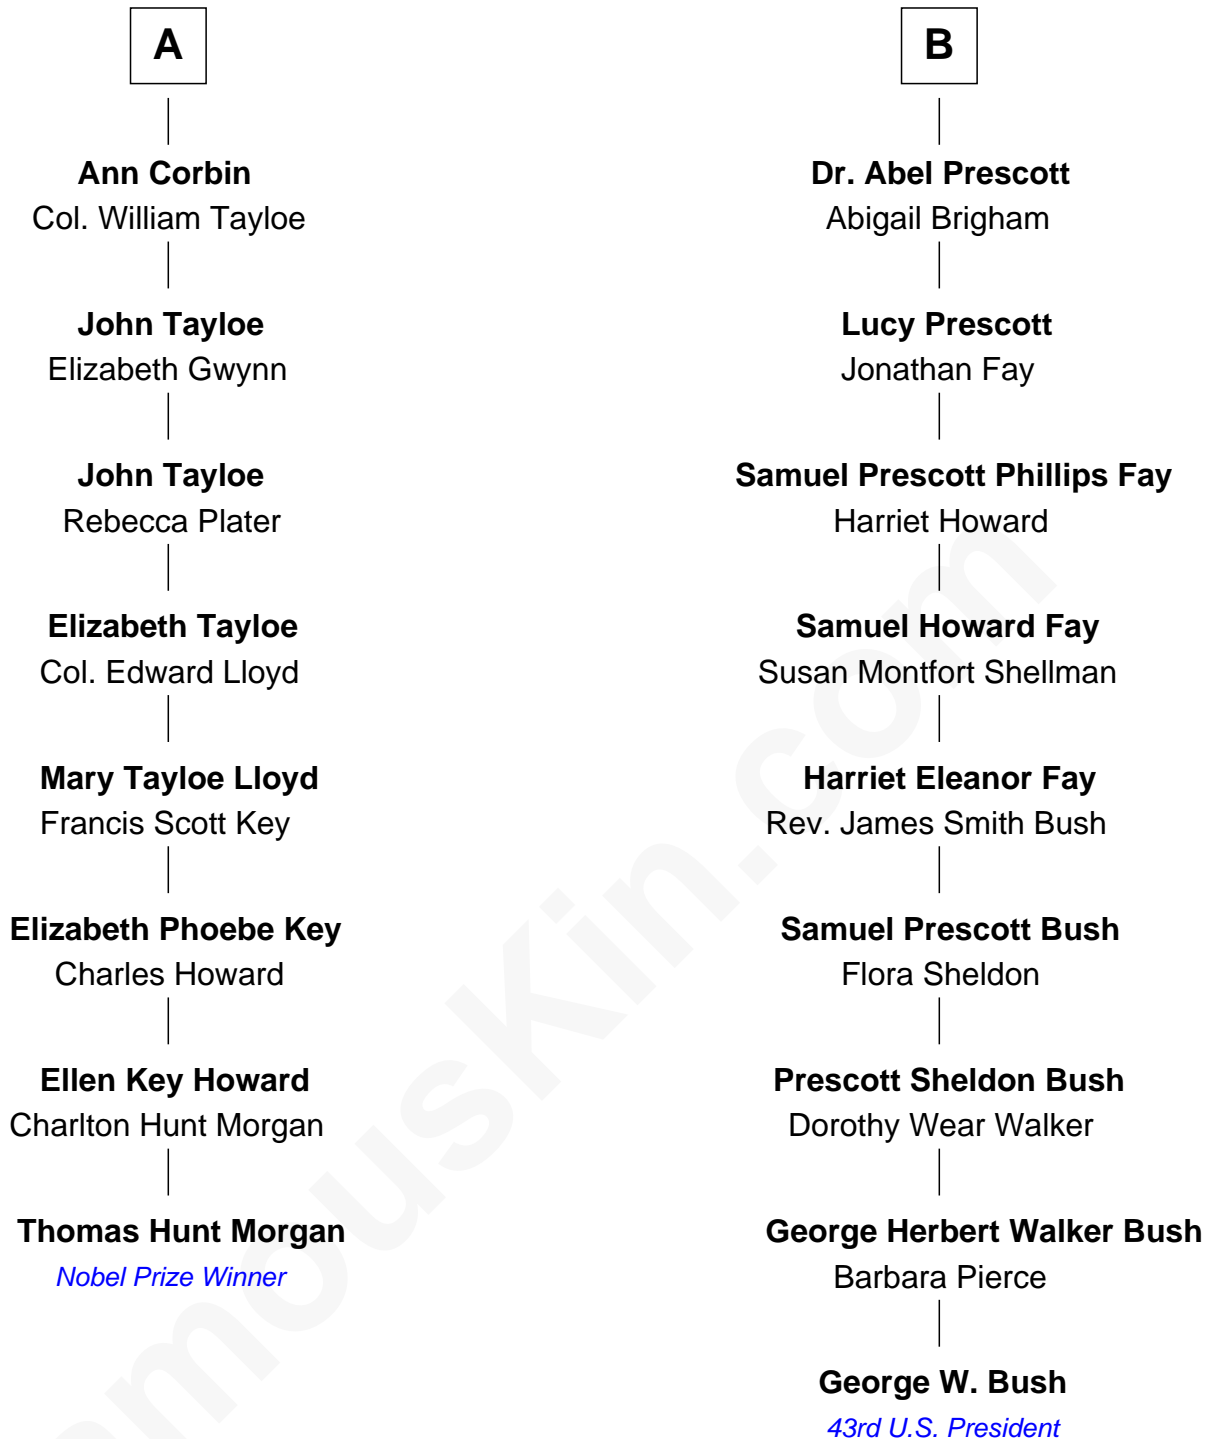 A
Ann Corbin
Col. William Tayloe
John Tayloe
Elizabeth Gwynn
John Tayloe
Rebecca Plater
Elizabeth Tayloe
Col. Edward Lloyd
Mary Tayloe Lloyd
Francis Scott Key
Elizabeth Phoebe Key
Charles Howard
Ellen Key Howard
Charlton Hunt Morgan
Thomas Hunt Morgan
Nobel Prize Winner
B
Dr. Abel Prescott
Abigail Brigham
Lucy Prescott
Jonathan Fay
Samuel Prescott Phillips Fay
Harriet Howard
Samuel Howard Fay
Susan Montfort Shellman
Harriet Eleanor Fay
Rev. James Smith Bush
Samuel Prescott Bush
Flora Sheldon
Prescott Sheldon Bush
Dorothy Wear Walker
George Herbert Walker Bush
Barbara Pierce
George W. Bush
43rd U.S. President
amousKin.com